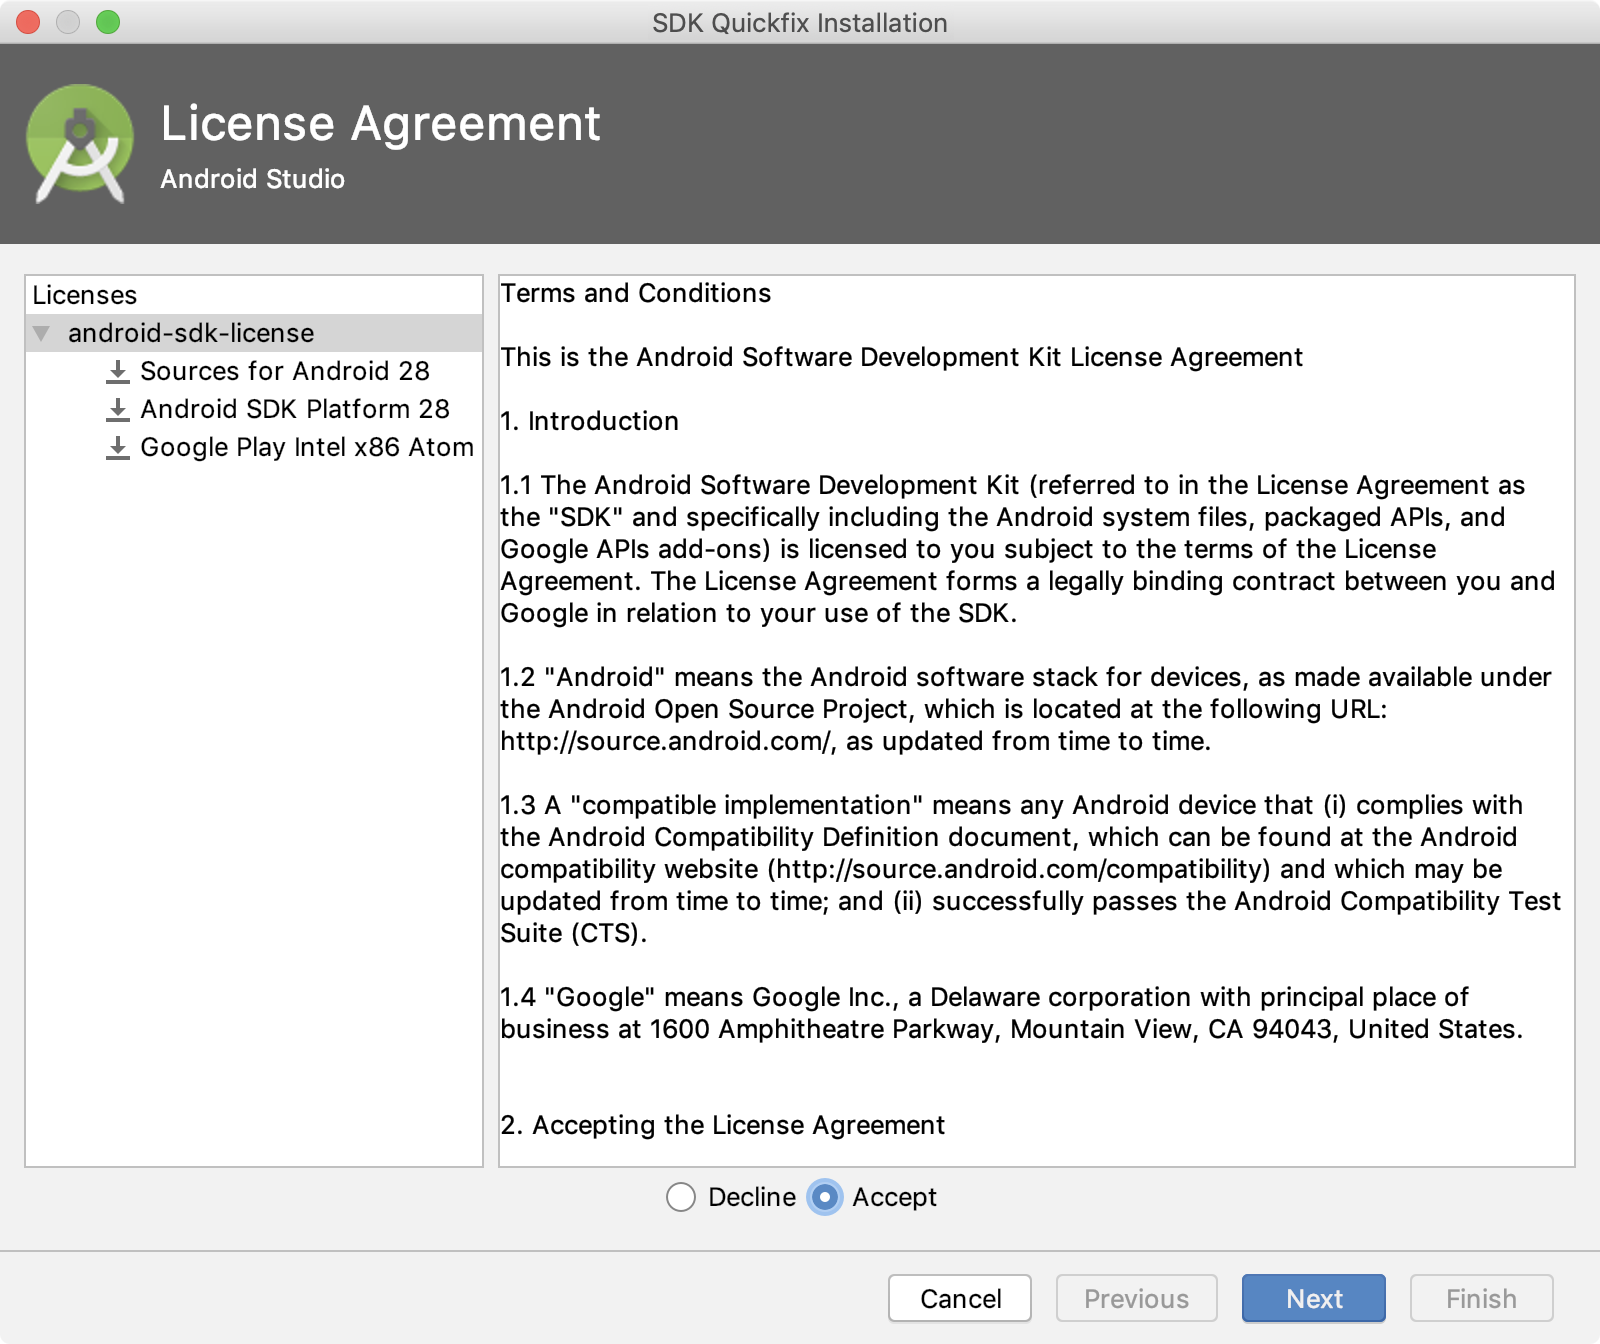 SDK Quickfix Installation
License Agreement
Android Studio
Licenses
android-sdk-license
Sources for Android 28
Android SDK Platform 28
Google Play Intel x86 Atom
Terms and Conditions
This is the Android Software Development Kit License Agreement
1. Introduction
1.1 The Android Software Development Kit (referred to in the License Agreement as
the "SDK" and specifically including the Android system files, packaged APIs, and
Google APIs add-ons) is licensed to you subject to the terms of the License
Agreement. The License Agreement forms a legally binding contract between you and
Google in relation to your use of the SDK.
1.2 "Android" means the Android software stack for devices, as made available under
the Android Open Source Project, which is located at the following URL:
http://source.android.com/, as updated from time to time.
1.3 A "compatible implementation" means any Android device that (i) complies with
the Android Compatibility Definition document, which can be found at the Android
compatibility website (http://source.android.com/compatibility) and which may be
updated from time to time; and (ii) successfully passes the Android Compatibility Test
Suite (CTS).
1.4 "Google" means Google Inc., a Delaware corporation with principal place of
business at 1600 Amphitheatre Parkway, Mountain View, CA 94043, United States.
2. Accepting the License Agreement
Decline Accept
Cancel Previous Next Finish